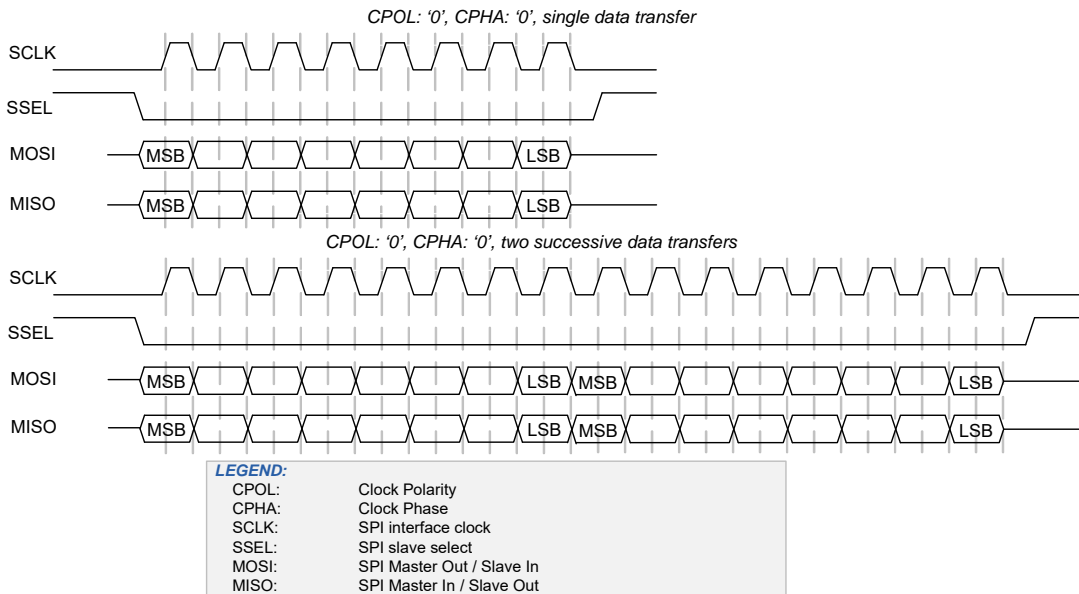 CPOL: ‘0’, CPHA: ‘0’, single data transfer
SCLK
SSEL
MOSI MSB LSB
MISO MSB LSB
CPOL: ‘0’, CPHA: ‘0’, two successive data transfers
SCLK
SSEL
MOSI MSB LSB MSB LSB
MISO MSB LSB MSB LSB
LEGEND:
CPOL: Clock Polarity
CPHA: Clock Phase
SCLK: SPI interface clock
SSEL: SPI slave select
MOSI: SPI Master Out / Slave In
MISO: SPI Master In / Slave Out